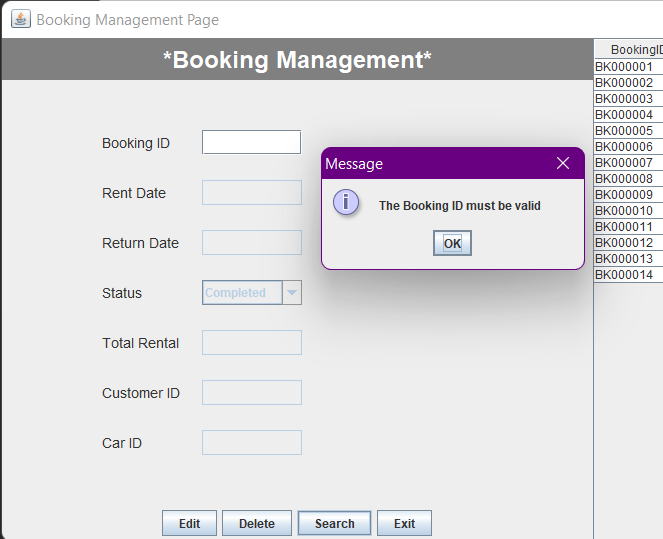 Booking Management Page
*Booking Management*
BookingID
BK000001
BK000002
BK000003
BK000004
BK000005
BK000006
BK000007
BK000008
BK000009
BK000010
BK000011
BK000012
BK000013
BK000014
Booking ID
Rent Date
Return Date
Status
Completed
Total Rental
Customer ID
Car ID
Message
The Booking ID must be valid
OK
Edit
Delete
Search
Exit